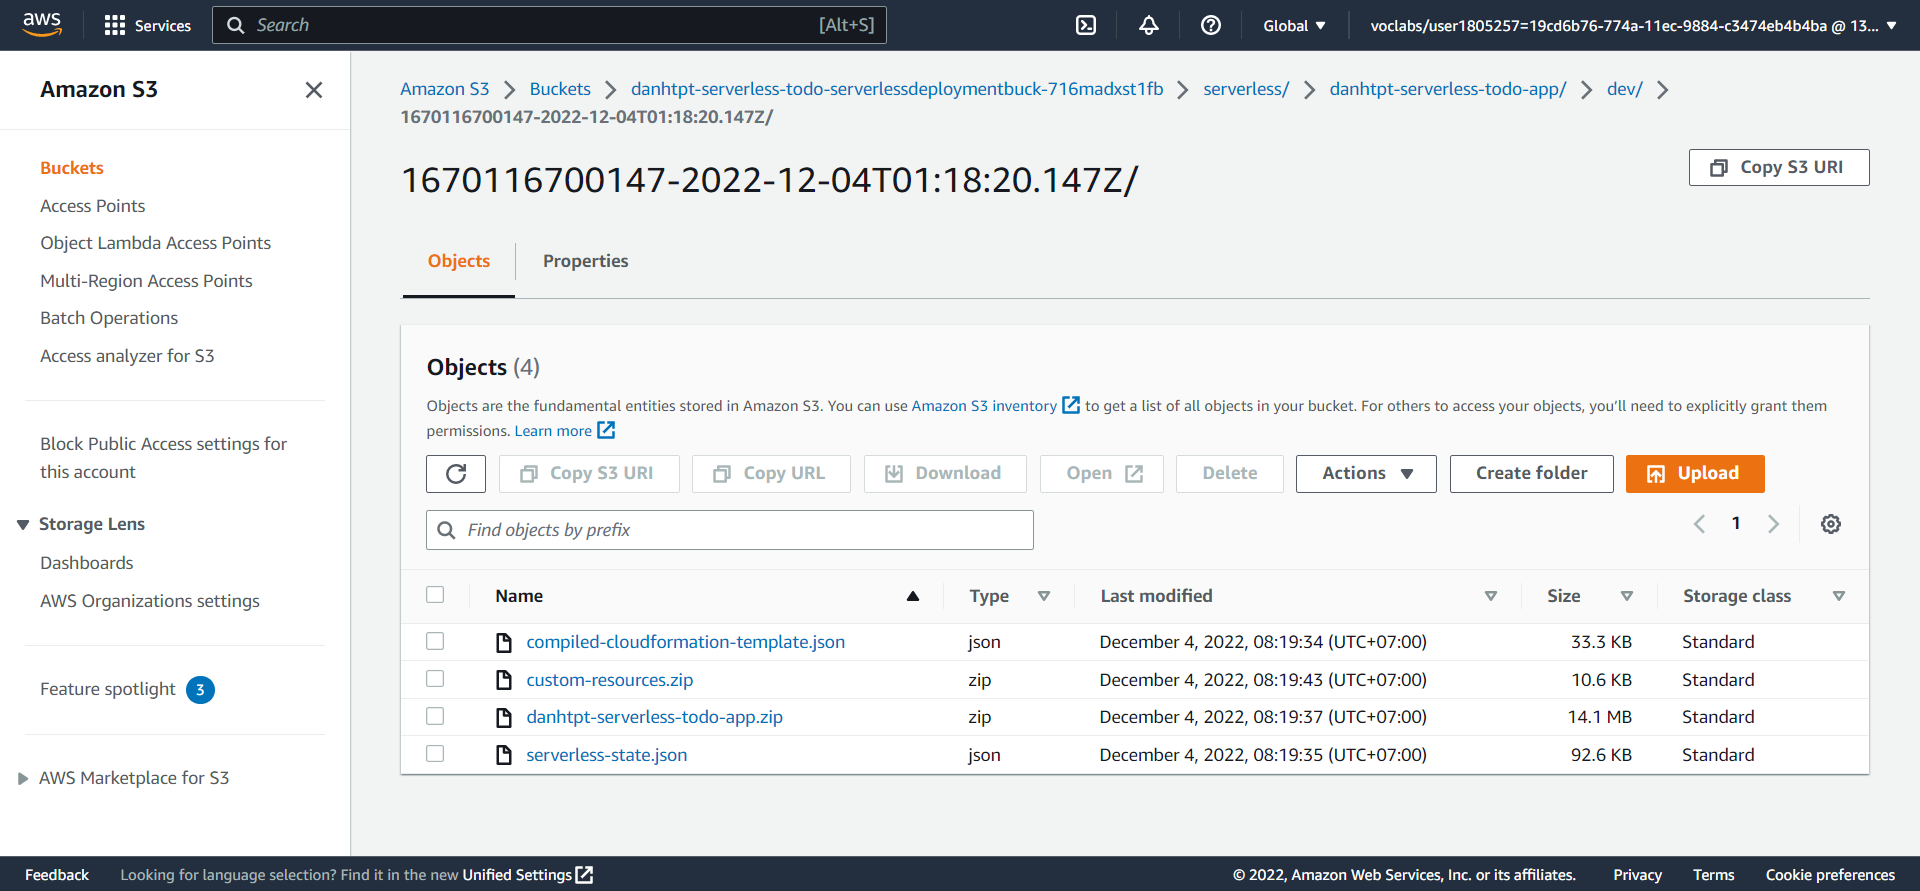 aws
Services
Search
[Alt+S]
Global
voclabs/user1805257=19cd6b76-774a-11ec-9884-c3474eb4b4ba @ 13...
Amazon S3
Buckets
Access Points
Object Lambda Access Points
Multi-Region Access Points
Batch Operations
Access analyzer for S3
Block Public Access settings for
this account
Storage Lens
Dashboards
AWS Organizations settings
Feature spotlight 3
AWS Marketplace for S3
Amazon S3 Buckets danhtpt-serverless-todo-serverlessdeploymentbuck-716madxst1fb serverless/ danhtpt-serverless-todo-app/ dev/
1670116700147-2022-12-04T01:18:20.147Z/
1670116700147-2022-12-04T01:18:20.147Z/
Copy S3 URI
Objects Properties
Objects (4)
Objects are the fundamental entities stored in Amazon S3. You can use Amazon S3 inventory to get a list of all objects in your bucket. For others to access your objects, you’ll need to explicitly grant them
permissions. Learn more
Copy S3 URI Copy URL Download Open Delete Actions Create folder Upload
Find objects by prefix
1
Name Type Last modified Size Storage class
compiled-cloudformation-template.json json December 4, 2022, 08:19:34 (UTC+07:00) 33.3 KB Standard
custom-resources.zip zip December 4, 2022, 08:19:43 (UTC+07:00) 10.6 KB Standard
danhtpt-serverless-todo-app.zip zip December 4, 2022, 08:19:37 (UTC+07:00) 14.1 MB Standard
serverless-state.json json December 4, 2022, 08:19:35 (UTC+07:00) 92.6 KB Standard
Feedback Looking for language selection? Find it in the new Unified Settings © 2022, Amazon Web Services, Inc. or its affiliates. Privacy Terms Cookie preferences